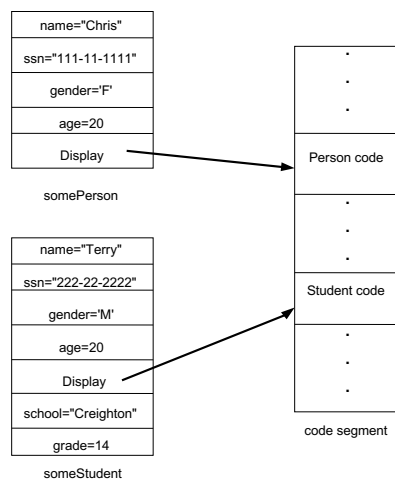 name="Chris"
ssn="111-11-1111"
gender='F'
age=20
Display
somePerson
name="Terry"
ssn="222-22-2222"
gender='M'
age=20
Display
school="Creighton"
grade=14
someStudent
Person code
Student code
code segment